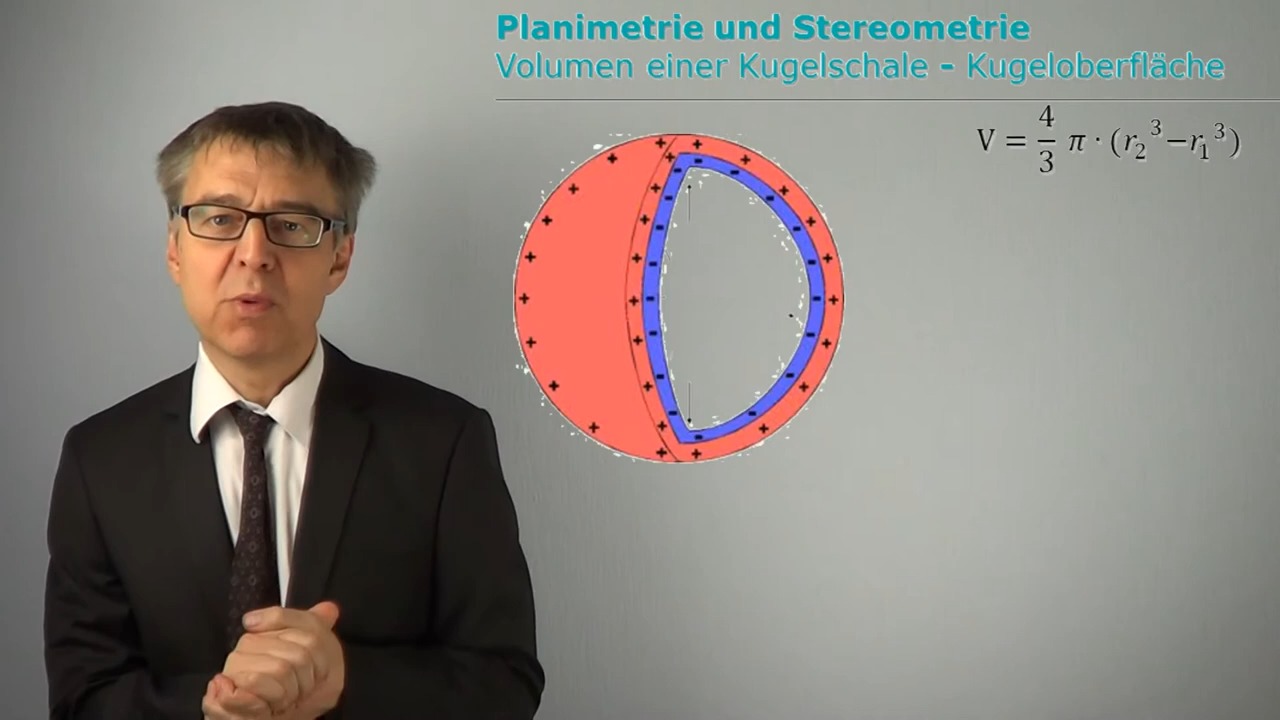 Planimetrie und Stereometrie
Volumen einer Kugelschale - Kugeloberfläche
V = 4/3 π · (r₂³−r₁³)